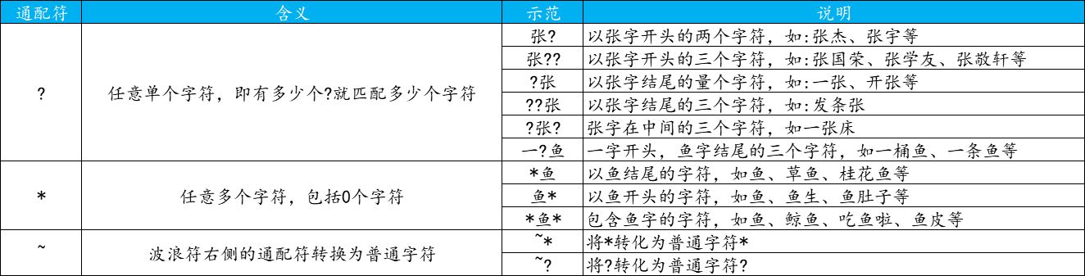 通配符 含义 示范 说明
张? 以张字开头的两个字符，如:张杰、张宇等
张?? 以张字开头的三个字符，如:张国荣、张学友、张敬轩等
? 任意单个字符，即有多少个?就匹配多少个字符 ?张 以张字结尾的量个字符，如:一张、开张等
??张 以张字结尾的三个字符，如:发条张
?张? 张字在中间的三个字符，如一张床
一?鱼 一字开头，鱼字结尾的三个字符，如一桶鱼、一条鱼等
*鱼 以鱼结尾的字符，如鱼、草鱼、桂花鱼等
* 任意多个字符，包括0个字符 鱼* 以鱼开头的字符，如鱼、鱼生、鱼肚子等
*鱼* 包含鱼字的字符，如鱼、鲸鱼、吃鱼啦、鱼皮等
~ 波浪符右侧的通配符转换为普通字符 ~* 将*转化为普通字符*
~? 将?转化为普通字符?